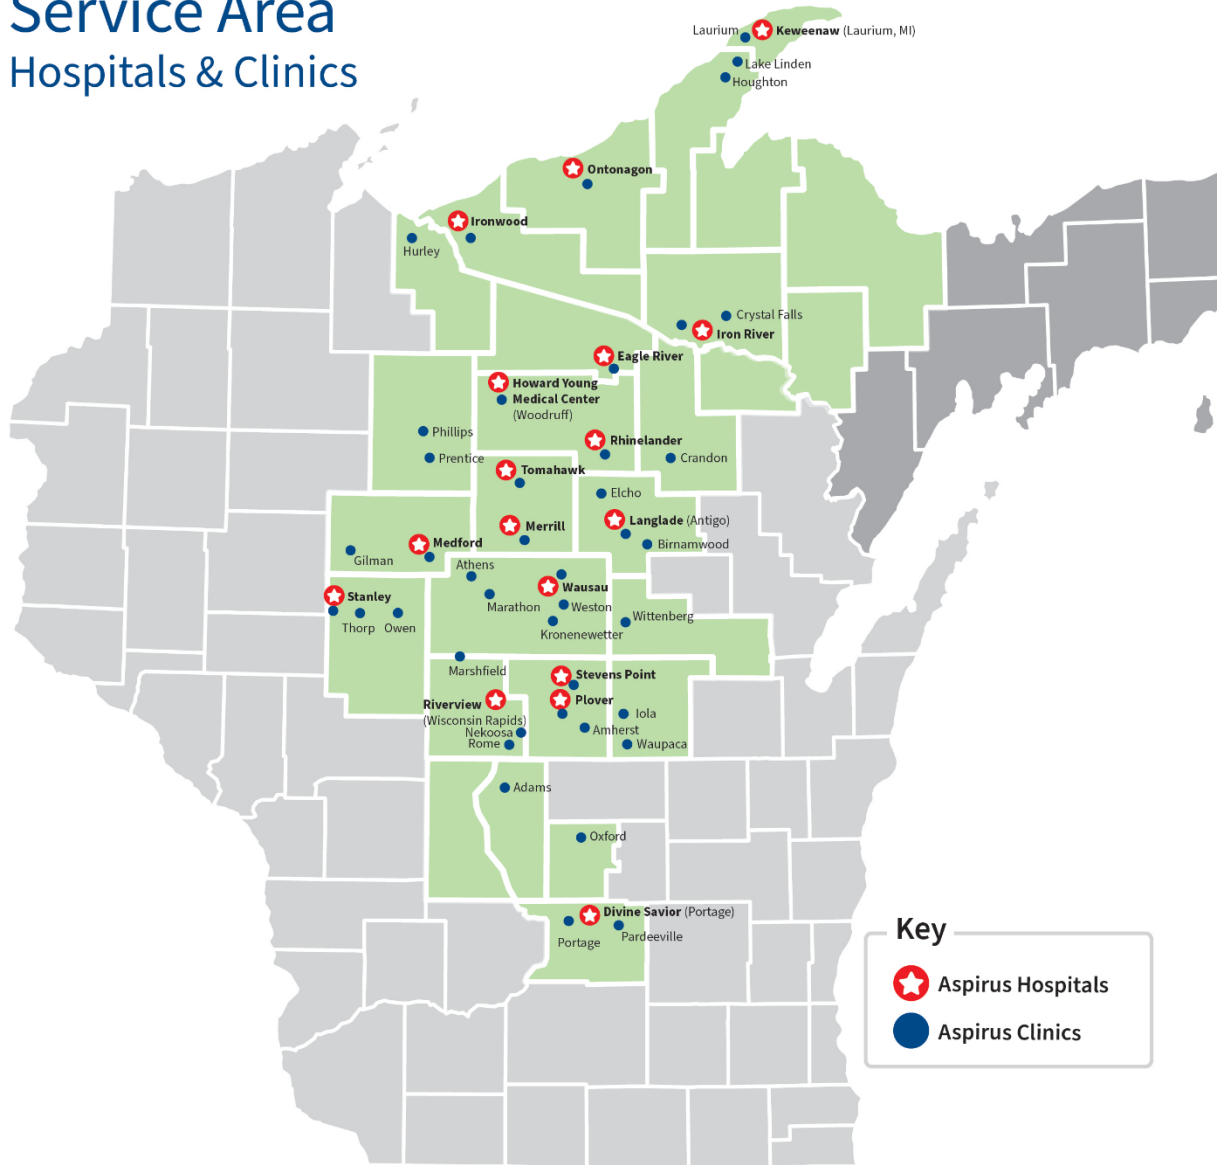 Service Area
Hospitals & Clinics
Laurium
Keweenaw (Laurium, MI)
Lake Linden
Houghton
Ontonagon
Ironwood
Hurley
Crystal Falls
Iron River
Eagle River
Howard Young
Medical Center
(Woodruff)
Phillips
Rhinelander
Prentice
Crandon
Tomahawk
Elcho
Langlade (Antigo)
Merrill
Medford
Birnamwood
Gilman
Athens
Wausau
Stanley
Marathon
Weston
Thorp
Owen
Wittenberg
Kronenewetter
Marshfield
Stevens Point
Riverview
Plover
(Wisconsin Rapids)
Iola
Nekoosa
Amherst
Rome
Waupaca
Adams
Oxford
Divine Savior (Portage)
Portage
Pardeeville
Key
Aspirus Hospitals
Aspirus Clinics